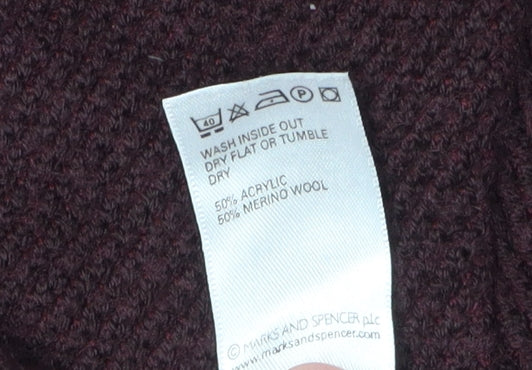 40 P
WASH INSIDE OUT
DRY FLAT OR TUMBLE
DRY
50% ACRYLIC
50% MERINO WOOL
© MARKS AND SPENCER p.l.c
www.marksandspencer.com